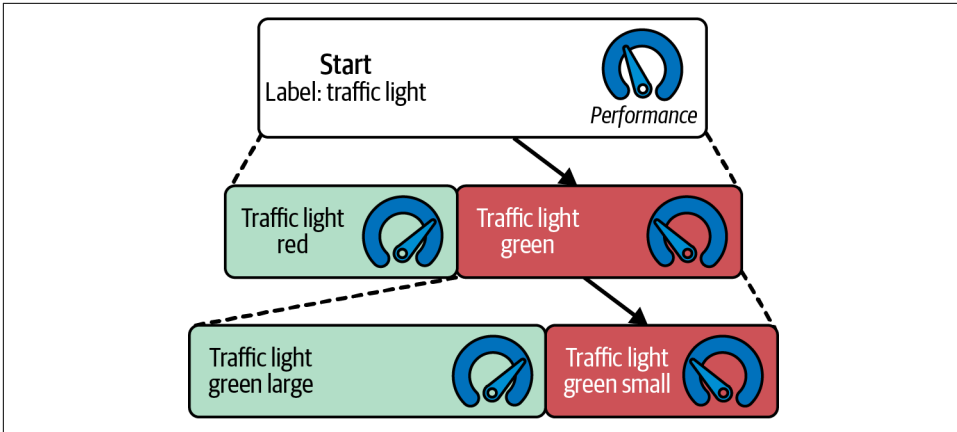 Start
Label: traffic light
Performance
Traffic light
red
Traffic light
green
Traffic light
green large
Traffic light
green small